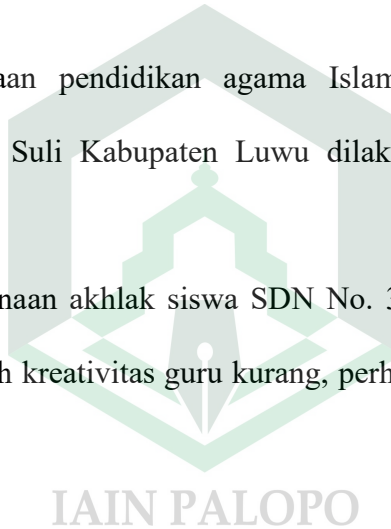 aan pendidikan agama Islam
Suli Kabupaten Luwu dilak
naan akhlak siswa SDN No. 3
h kreativitas guru kurang, perh
IAIN PALOPO